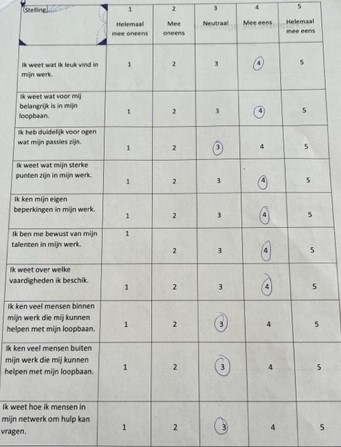 (Stelling) 1 2 3 4 5
Helemaal mee oneens Mee oneens Neutraal Mee eens Helemaal mee eens
Ik weet wat ik leuk vind in
mijn werk. 1 2 3 4 5
Ik weet wat voor mij
belangrijk is in mijn
loopbaan. 1 2 3 4 5
Ik heb duidelijk voor ogen
wat mijn passies zijn. 1 2 3 4 5
Ik weet wat mijn sterke
punten zijn in mijn werk. 1 2 3 4 5
Ik ken mijn eigen
beperkingen in mijn werk. 1 2 3 4 5
Ik ben me bewust van mijn 1
talenten in mijn werk. 2 3 4 5
Ik weet over welke
vaardigheden ik beschik. 1 2 3 4 5
Ik ken veel mensen binnen
mijn werk die mij kunnen
helpen met mijn loopbaan. 1 2 3 4 5
Ik ken veel mensen buiten
mijn werk die mij kunnen
helpen met mijn loopbaan. 1 2 3 4 5
Ik weet hoe ik mensen in
mijn netwerk om hulp kan
vragen. 1 2 3 4 5